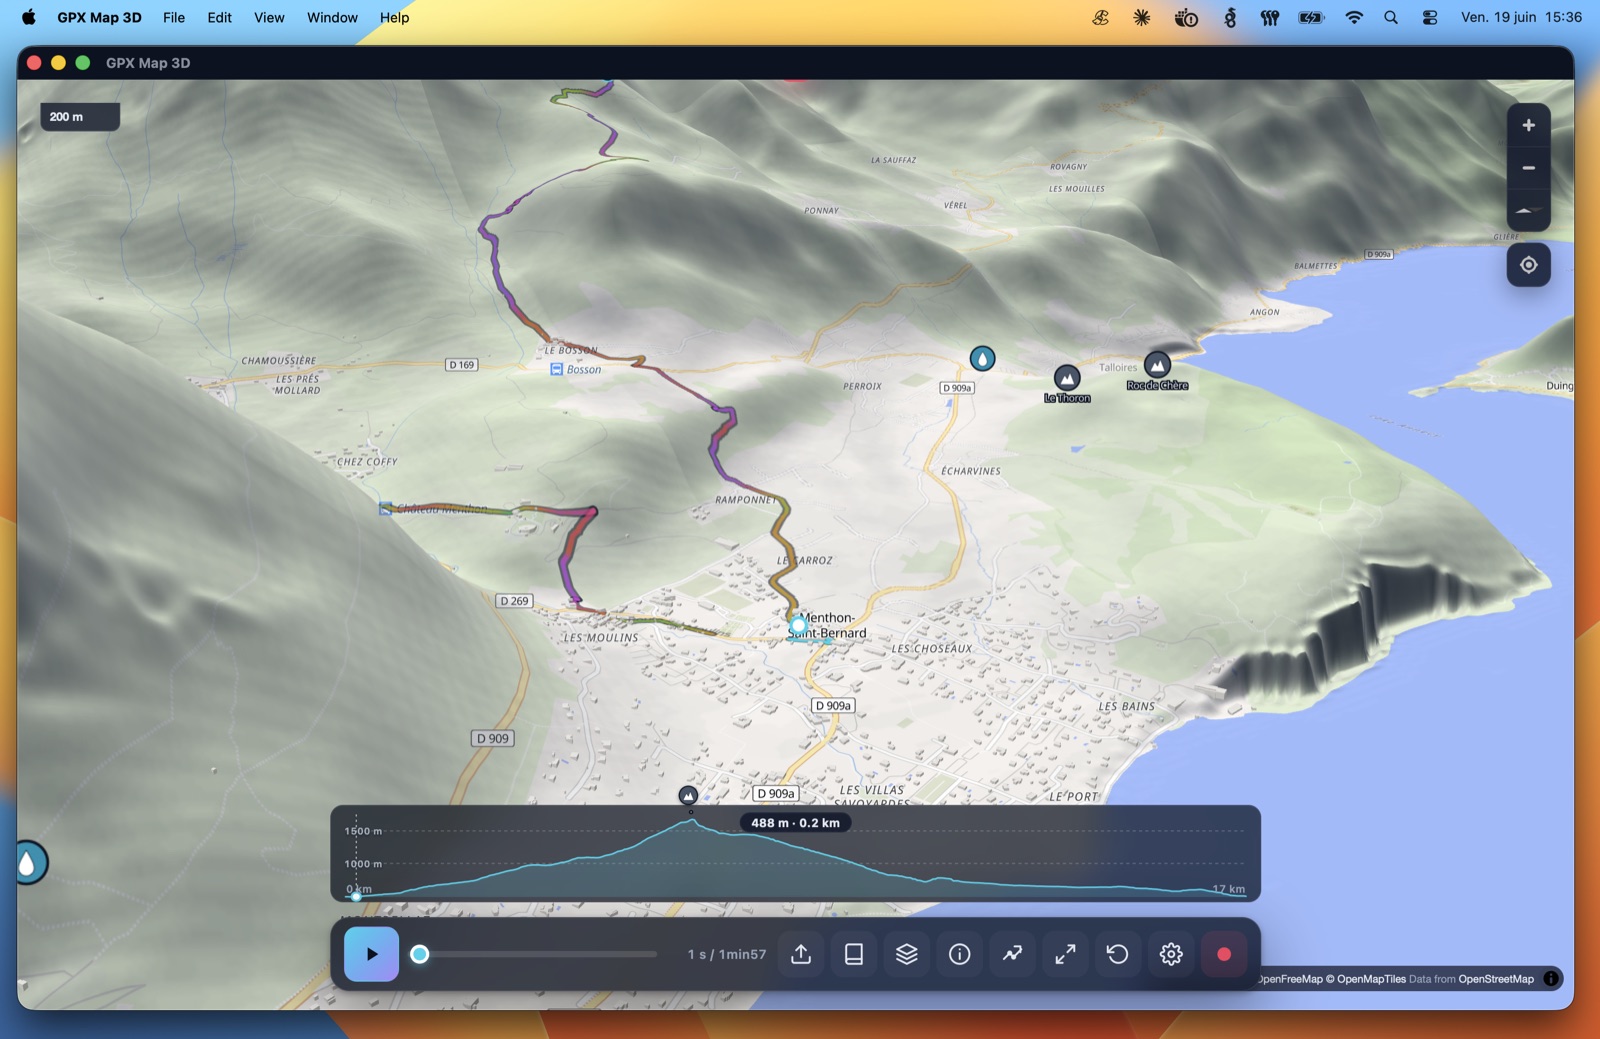 GPX Map 3D File Edit View Window Help Ven. 19 juin 15:36
GPX Map 3D
200 m
LA SAUFFAZ
ROVAGNY
LES MOUILLES
PONNAY
VÉREL
GLIÈRE
D 909a
BALMETTES
ANGON
LE BOSSON
Bosson
CHAMOUSSIÈRE
D 169
LES PRÉS
MOLLARD
PERROIX
D 909a
Talloires
Le Thoron
Roc de Chère
Duing
CHEZ COFFY
ÉCHARVINES
Château Menthon
RAMPONNET
LE CARROZ
D 269
LES MOULINS
Menthon-
Saint-Bernard
LES CHOSEAUX
D 909a
LES BAINS
D 909
D 909a
LES VILLAS
SAVOYARDES
LE PORT
488 m · 0.2 km
1500 m
1000 m
0 km
17 km
1 s / 1min57
OpenFreeMap © OpenMapTiles Data from OpenStreetMap